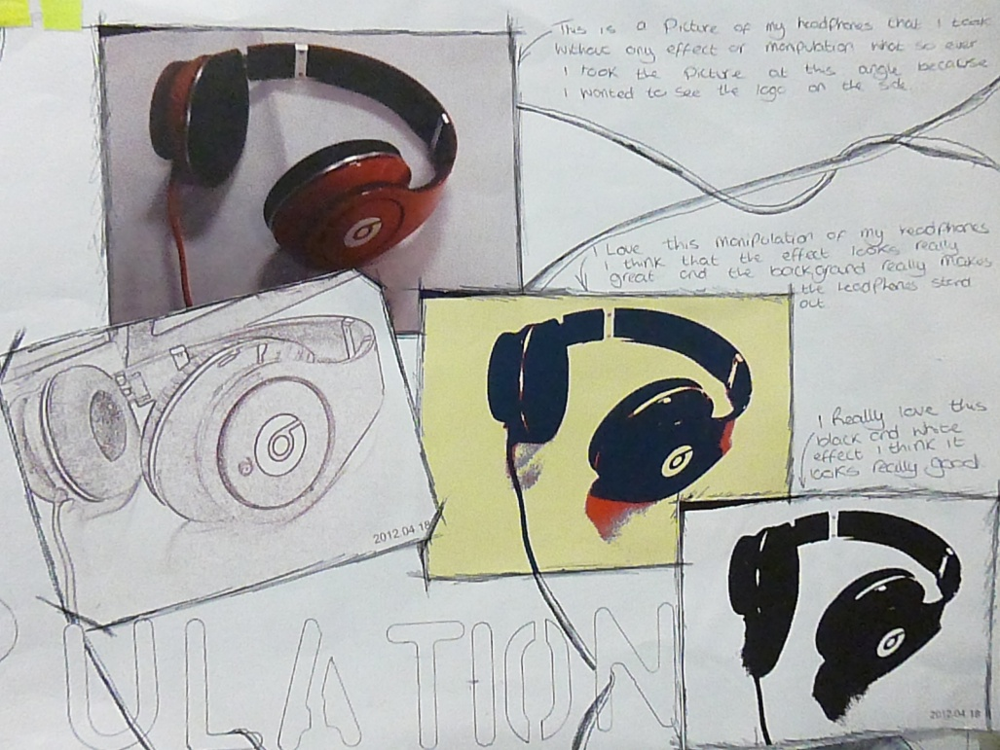 This is a Picture of my headphones that I took
without any effect or manipulation what so ever
I took the Picture at this angle because
I wanted to see the logo on the side.
I Love this manipulation of my headphones
I think that the effect looks really
great and the background really makes
the headphones stand
out
I Really love this
black and white
effect I think it
looks really good.
2012.04.18
2012.04.18
ULATION